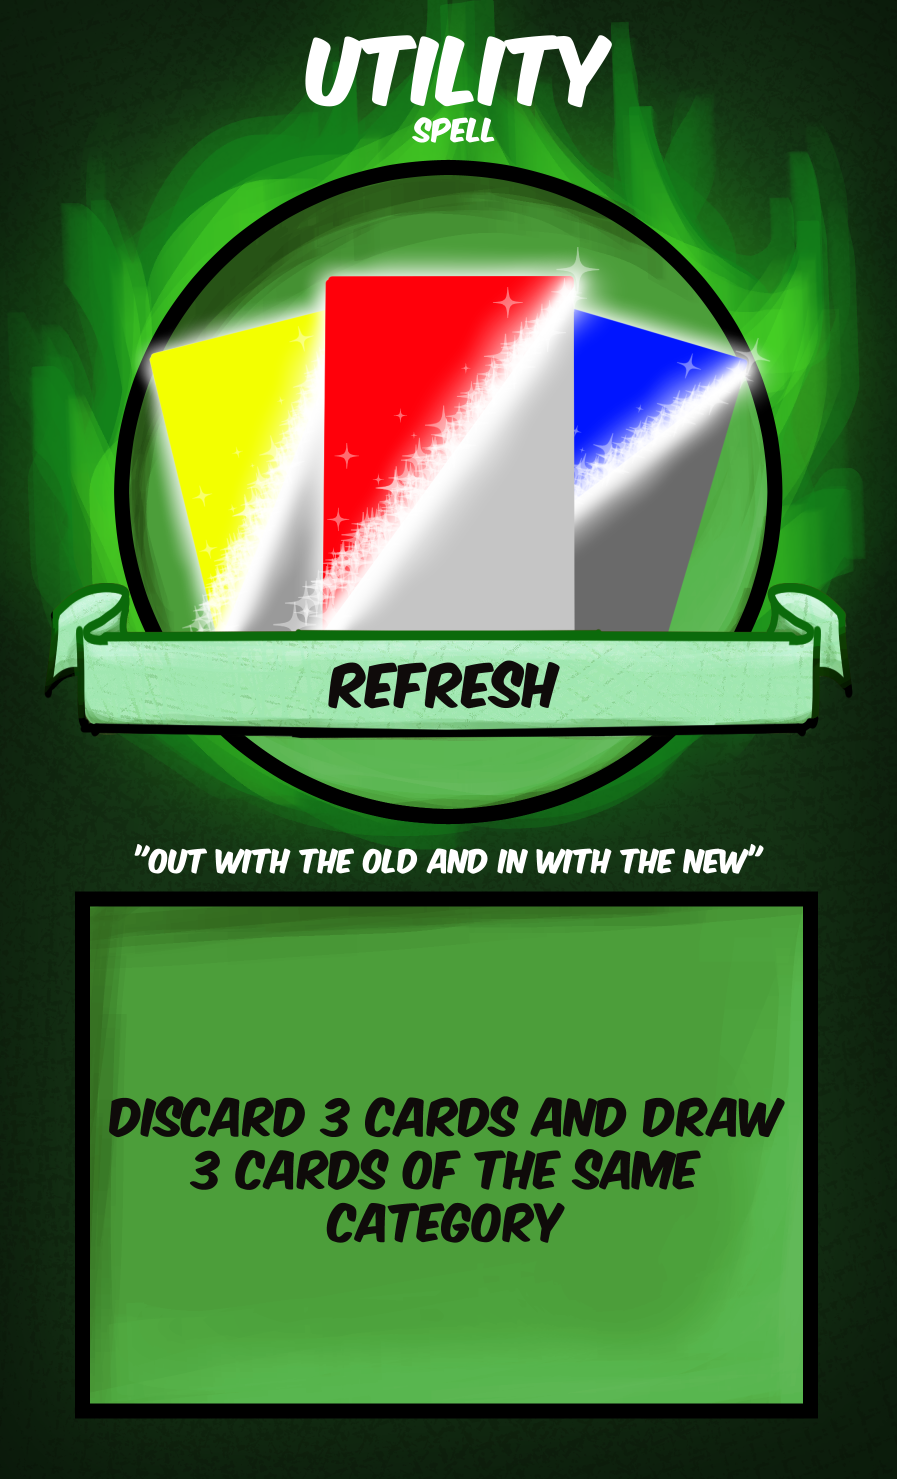 UTILITY
SPELL
REFRESH
"OUT WITH THE OLD AND IN WITH THE NEW"
DISCARD 3 CARDS AND DRAW
3 CARDS OF THE SAME
CATEGORY